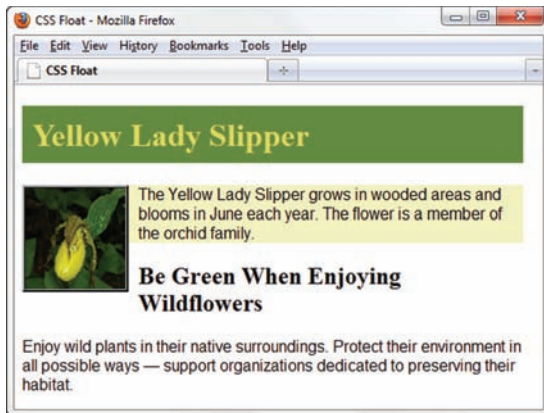 CSS Float - Mozilla Firefox
File Edit View History Bookmarks Tools Help
CSS Float
Yellow Lady Slipper
The Yellow Lady Slipper grows in wooded areas and
blooms in June each year. The flower is a member of
the orchid family.
Be Green When Enjoying
Wildflowers
Enjoy wild plants in their native surroundings. Protect their environment in
all possible ways — support organizations dedicated to preserving their
habitat.